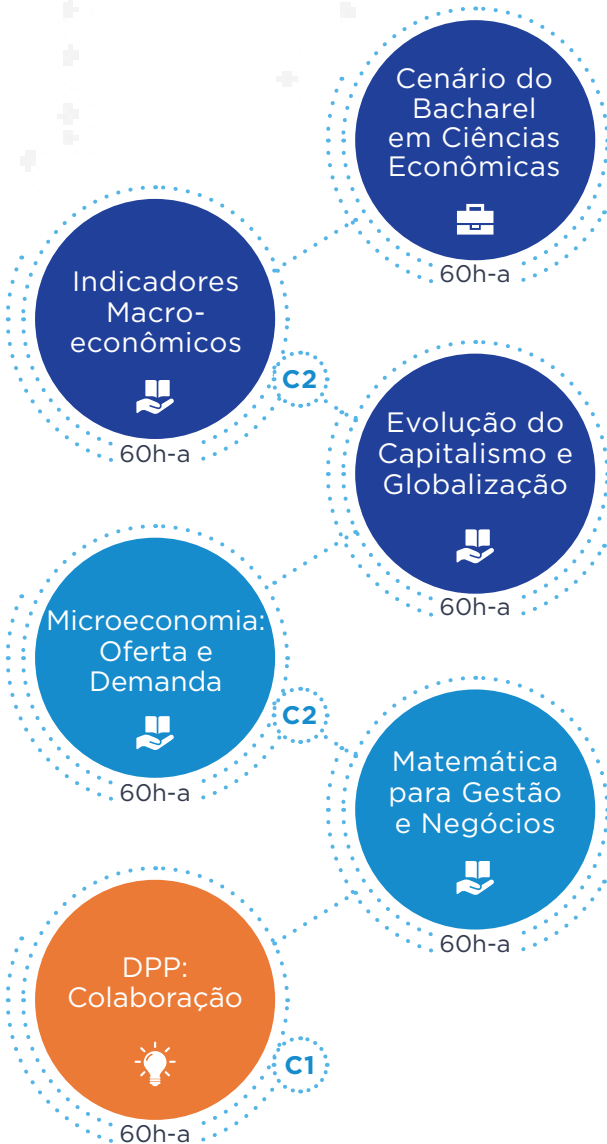 Cenário do
Bacharel
em Ciências
Econômicas
60h-a
Indicadores
Macro-
econômicos
60h-a
C2
Evolução do
Capitalismo e
Globalização
60h-a
Microeconomia:
Oferta e
Demanda
60h-a
C2
Matemática
para Gestão
e Negócios
60h-a
DPP:
Colaboração
60h-a
C1